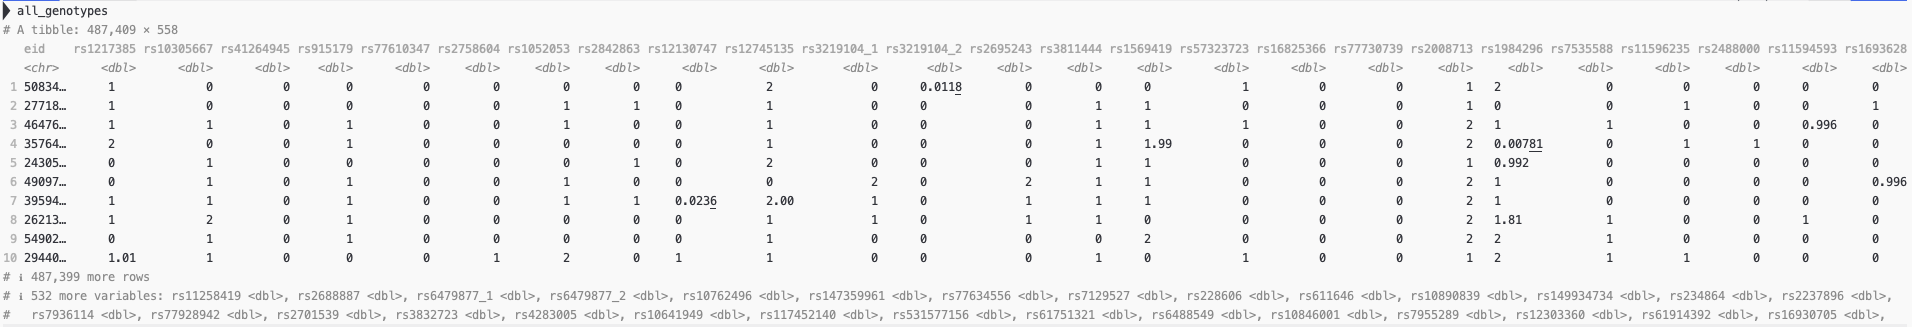 all_genotypes
# A tibble: 487,409 × 558
eid rs1217385 rs10305667 rs41264945 rs915179 rs77610347 rs2758604 rs1052053 rs2842863 rs12130747 rs12745135 rs3219104_1 rs3219104_2 rs2695243 rs3811444 rs1569419 rs57323723 rs16825366 rs77730739 rs2008713 rs1984296 rs7535588 rs11596235 rs2488000 rs11594593 rs1693628
<chr> <dbl> <dbl> <dbl> <dbl> <dbl> <dbl> <dbl> <dbl> <dbl> <dbl> <dbl> <dbl> <dbl> <dbl> <dbl> <dbl> <dbl> <dbl> <dbl> <dbl> <dbl> <dbl> <dbl> <dbl> <dbl>
1 50834… 1 0 0 0 0 0 0 0 0 2 0 0.0118 0 0 0 1 0 0 1 2 0 0 0 0 0
2 27718… 1 0 0 0 0 0 1 1 0 1 0 0 0 1 1 0 0 0 1 0 0 1 0 0 1
3 46476… 1 1 0 1 0 0 1 0 0 1 0 0 0 1 1 1 0 0 2 1 1 0 0 0.996 0
4 35764… 2 0 0 1 0 0 0 0 0 1 0 0 0 1 1.99 0 0 0 2 0.00781 0 1 1 0 0
5 24305… 0 1 0 0 0 0 0 1 0 2 0 0 0 1 1 0 0 0 1 0.992 0 0 0 0 0
6 49097… 0 1 0 1 0 0 1 0 0 0 2 0 2 1 1 0 0 0 2 1 0 0 0 0 0.996
7 39594… 1 1 0 1 0 0 1 1 0.0236 2.00 1 0 1 1 1 0 0 0 2 1 0 0 0 0 0
8 26213… 1 2 0 1 0 0 0 0 0 1 1 0 1 1 0 0 0 0 2 1.81 1 0 0 1 0
9 54902… 0 1 0 1 0 0 0 0 0 1 0 0 0 0 2 0 0 0 2 2 1 0 0 0 0
10 29440… 1.01 1 0 0 0 1 2 0 1 1 0 0 0 1 0 1 0 0 1 2 1 1 0 0 0
# ℹ 487,399 more rows
# ℹ 532 more variables: rs11258419 <dbl>, rs2688887 <dbl>, rs6479877_1 <dbl>, rs6479877_2 <dbl>, rs10762496 <dbl>, rs147359961 <dbl>, rs77634556 <dbl>, rs7129527 <dbl>, rs228606 <dbl>, rs611646 <dbl>, rs10890839 <dbl>, rs149934734 <dbl>, rs234864 <dbl>, rs2237896 <dbl>,
# rs7936114 <dbl>, rs77928942 <dbl>, rs2701539 <dbl>, rs3832723 <dbl>, rs4283005 <dbl>, rs10641949 <dbl>, rs117452140 <dbl>, rs531577156 <dbl>, rs61751321 <dbl>, rs6488549 <dbl>, rs10846001 <dbl>, rs7955289 <dbl>, rs12303360 <dbl>, rs61914392 <dbl>, rs16930705 <dbl>,